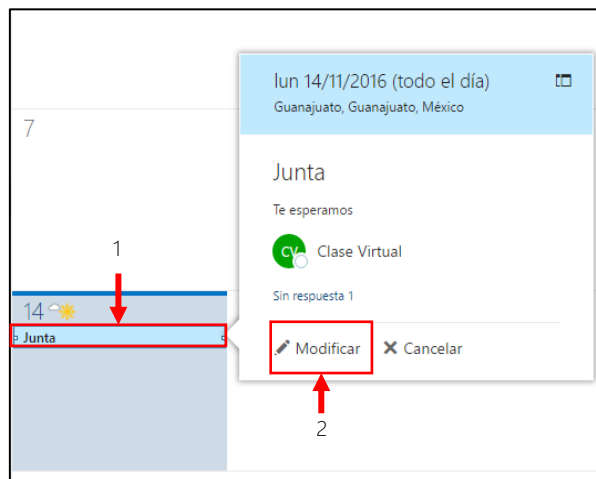 lun 14/11/2016 (todo el día)
Guanajuato, Guanajuato, México
7
Junta
Te esperamos
1
CV Clase Virtual
Sin respuesta 1
14
Junta
Modificar Cancelar
2